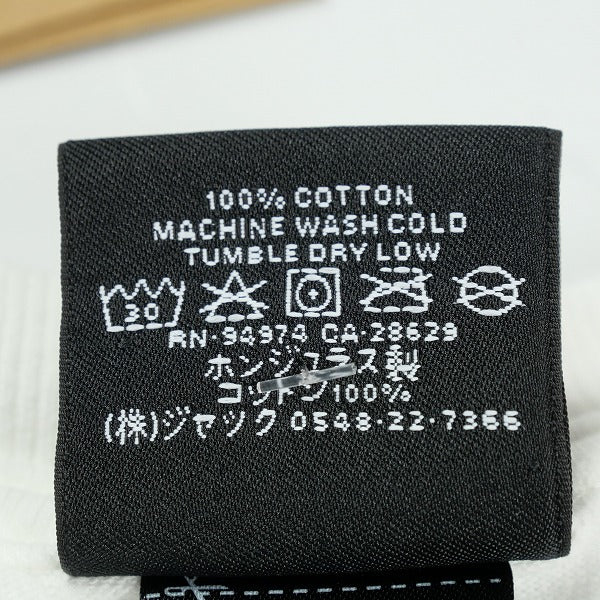 100% COTTON
MACHINE WASH COLD
TUMBLE DRY LOW
30
RN·94974 CA·28629
ホンジュラス製
コットン100%
(株)ジャック 0548·22·7366